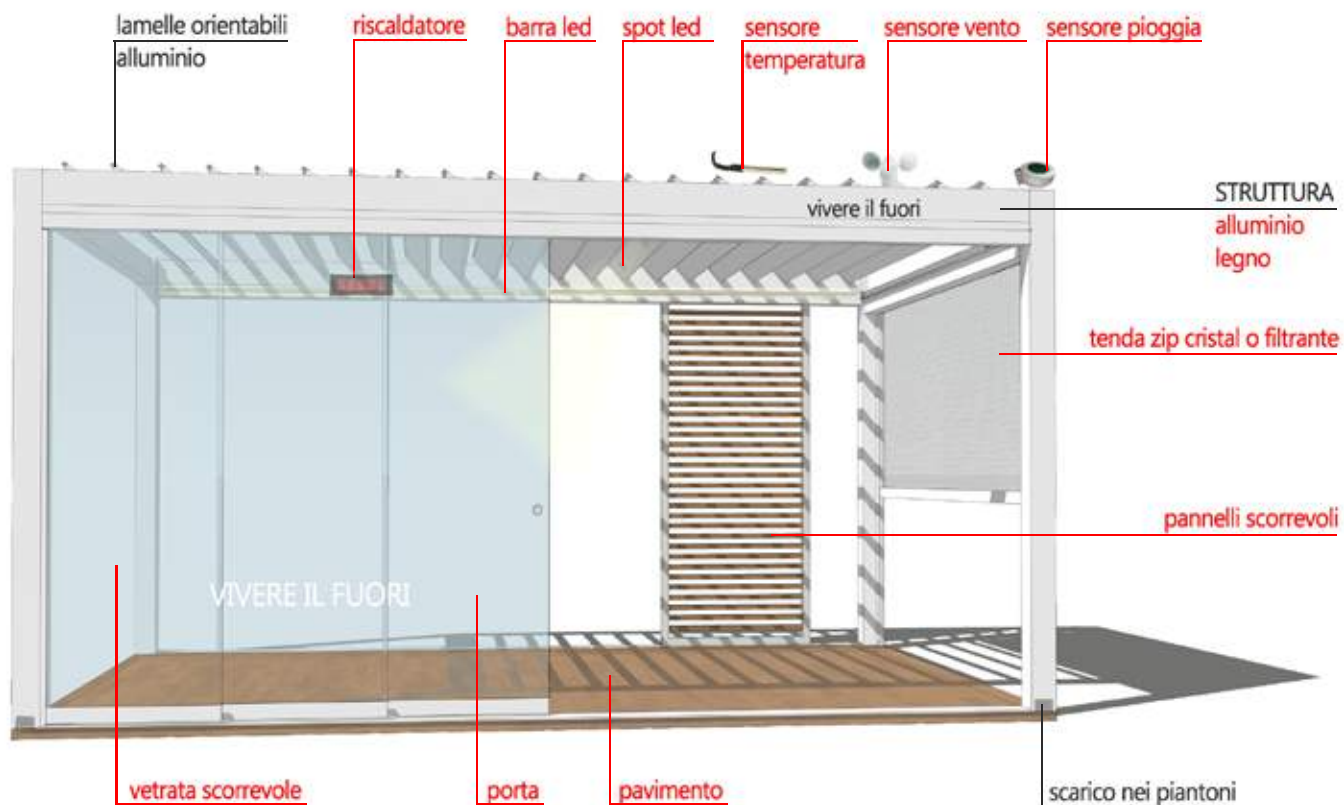 lamelle orientabili
alluminio
riscaldatore
barra led
spot led
sensore
temperatura
sensore vento
sensore pioggia
vivere il fuori
STRUTTURA
alluminio
legno
tenda zip cristal o filtrante
pannelli scorrevoli
VIVERE IL FUORI
vetrata scorrevole
porta
pavimento
scarico nei piantoni